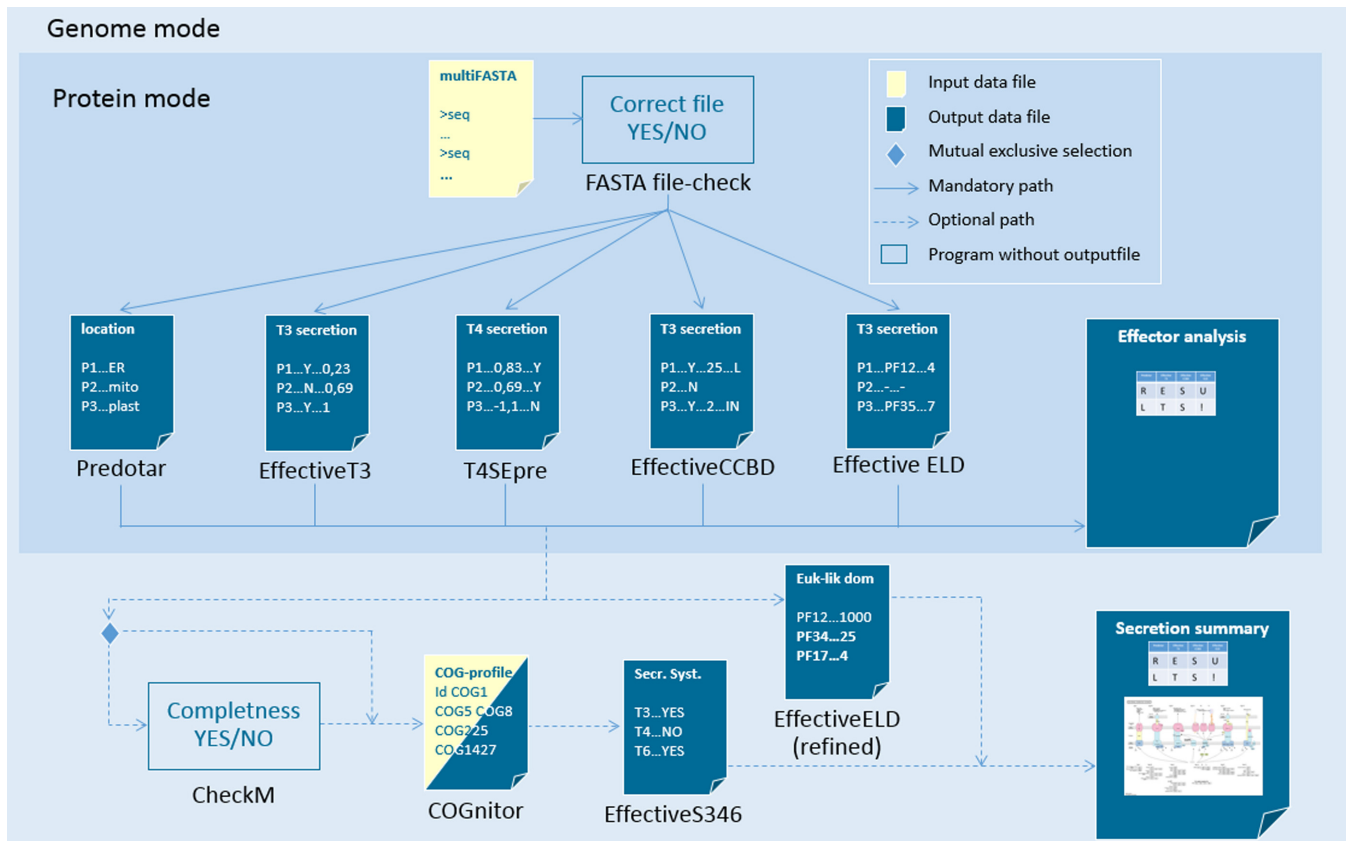 Genome mode
Protein mode
multiFASTA
>seq
...
>seq
...
Correct file
YES/NO
FASTA file-check
Input data file
Output data file
Mutual exclusive selection
Mandatory path
Optional path
Program without outputfile
location
P1...ER
P2...mito
P3...plast
Predotar
T3 secretion
P1...Y...0,23
P2...N...0,69
P3...Y...1
EffectiveT3
T4 secretion
P1...0,83...Y
P2...0,69...Y
P3...-1,1...N
T4SEpre
T3 secretion
P1...Y...25...L
P2...N
P3...Y...2...IN
EffectiveCCBD
T3 secretion
P1...PF12...4
P2...-...-
P3...PF35...7
Effective ELD
Effector analysis
R E S U
L T S !
Euk-lik dom
PF12...1000
PF34...25
PF17...4
EffectiveELD
(refined)
Completness
YES/NO
CheckM
COG-profile
Id COG1
COG5 COG8
COG225
COG1427
COGnitor
Secr. Syst.
T3...YES
T4...NO
T6...YES
EffectiveS346
Secretion summary
R E S U
L T S !